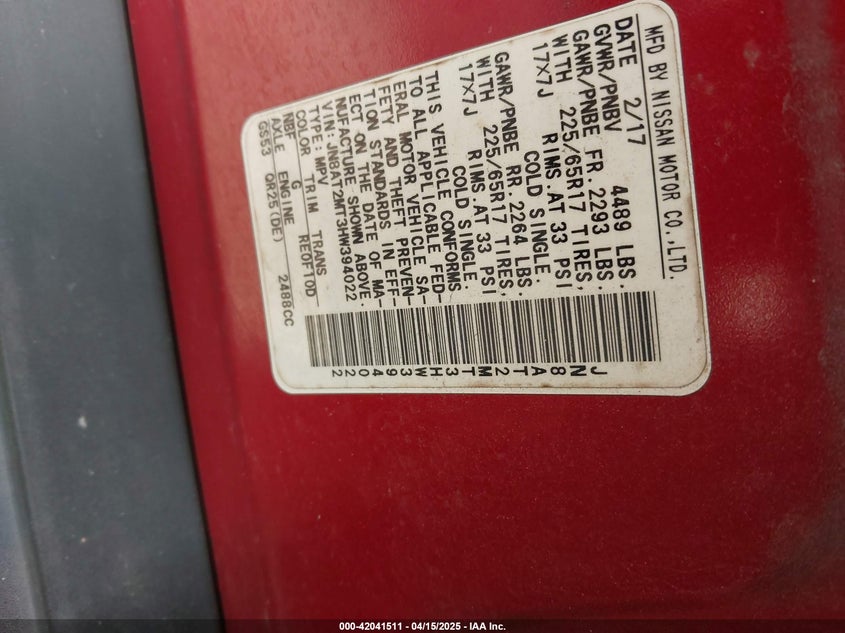 MFD BY NISSAN MOTOR CO.,LTD.
DATE 2/17
GVWR/PNBV 4489 LBS.
GAWR/PNBE FR. 2293 LBS.
WITH 225/65R17 TIRES,
17X7J RIMS AT 33 PSI
COLD SINGLE.
GAWR/PNBE RR. 2264 LBS.
WITH 225/65R17 TIRES,
17X7J RIMS AT 33 PSI
COLD SINGLE.
THIS VEHICLE CONFORMS
TO ALL APPLICABLE FED-
ERAL MOTOR VEHICLE SA-
FETY AND THEFT PREVEN-
TION STANDARDS IN EFF-
ECT ON THE DATE OF MA-
NUFACTURE SHOWN ABOVE.
VIN: JN8AT2MT3HW394022
TYPE: MPV
COLOR TRIM TRANS
NBF G RE0F10D
AXLE ENGINE
GS53 QR25(DE) 2488CC
JN8AT2MT3HW394022
000-42041511 - 04/15/2025 - IAA Inc.